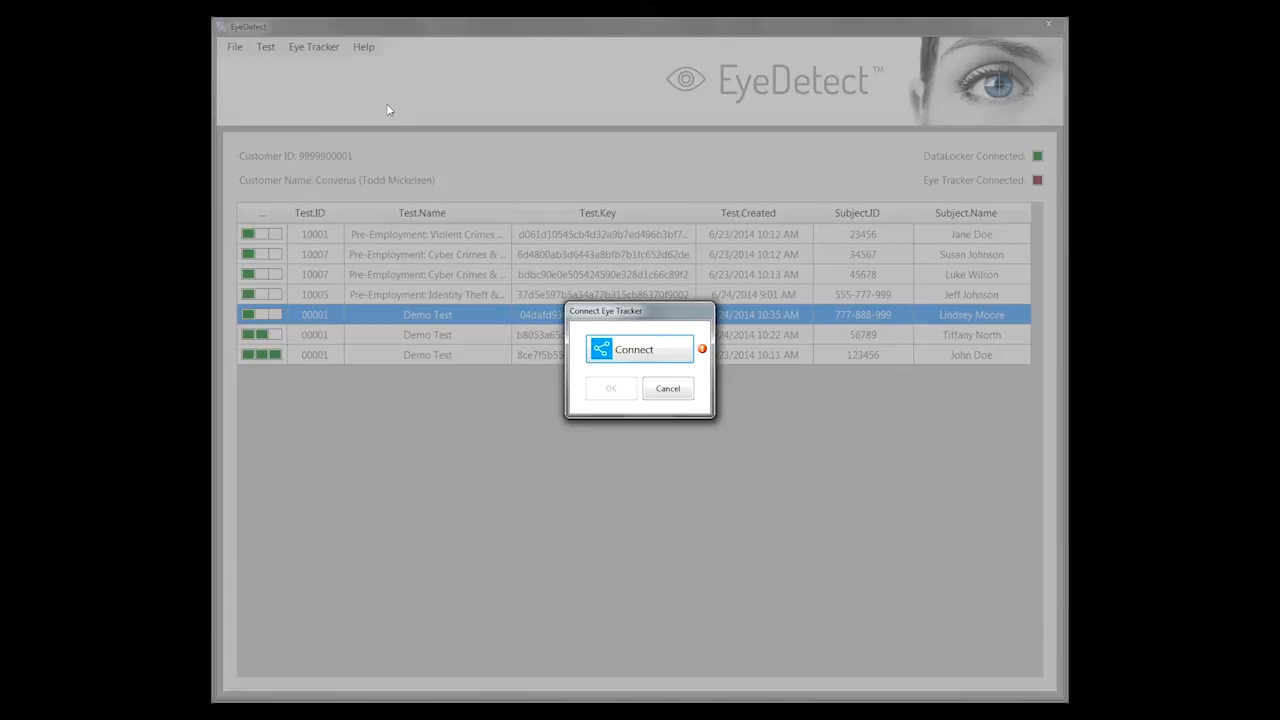 EyeDetect
File Test Eye Tracker Help
EyeDetect™
Customer ID: 9999900001 DataLocker Connected:
Customer Name: Converus (Todd Mickelsen) Eye Tracker Connected:
... Test.ID Test.Name Test.Key Test.Created Subject.ID Subject.Name
10001 Pre-Employment: Violent Crimes ... d061d10545cb4d32a9b7ed496b3bf7... 6/23/2014 10:12 AM 23456 Jane Doe
10007 Pre-Employment: Cyber Crimes & ... 6d4800ab3d6443a8bfb7b1fc652d62de 6/23/2014 10:12 AM 34567 Susan Johnson
10007 Pre-Employment: Cyber Crimes & ... bdbc90e0e505424590e328d1c66c89f2 6/23/2014 10:13 AM 45678 Luke Wilson
10005 Pre-Employment: Identity Theft &... 37d5e597b5a34a77b315cb86370f9002 6/24/2014 9:01 AM 555-777-999 Jeff Johnson
Connect Eye Tracker
00001 Demo Test 04dafd93 24/2014 10:35 AM 777-888-999 Lindsey Moore
00001 Demo Test b8053a65 24/2014 10:22 AM 56789 Tiffany North
Connect
00001 Demo Test 8ce7f5b55 23/2014 10:11 AM 123456 John Doe
OK Cancel